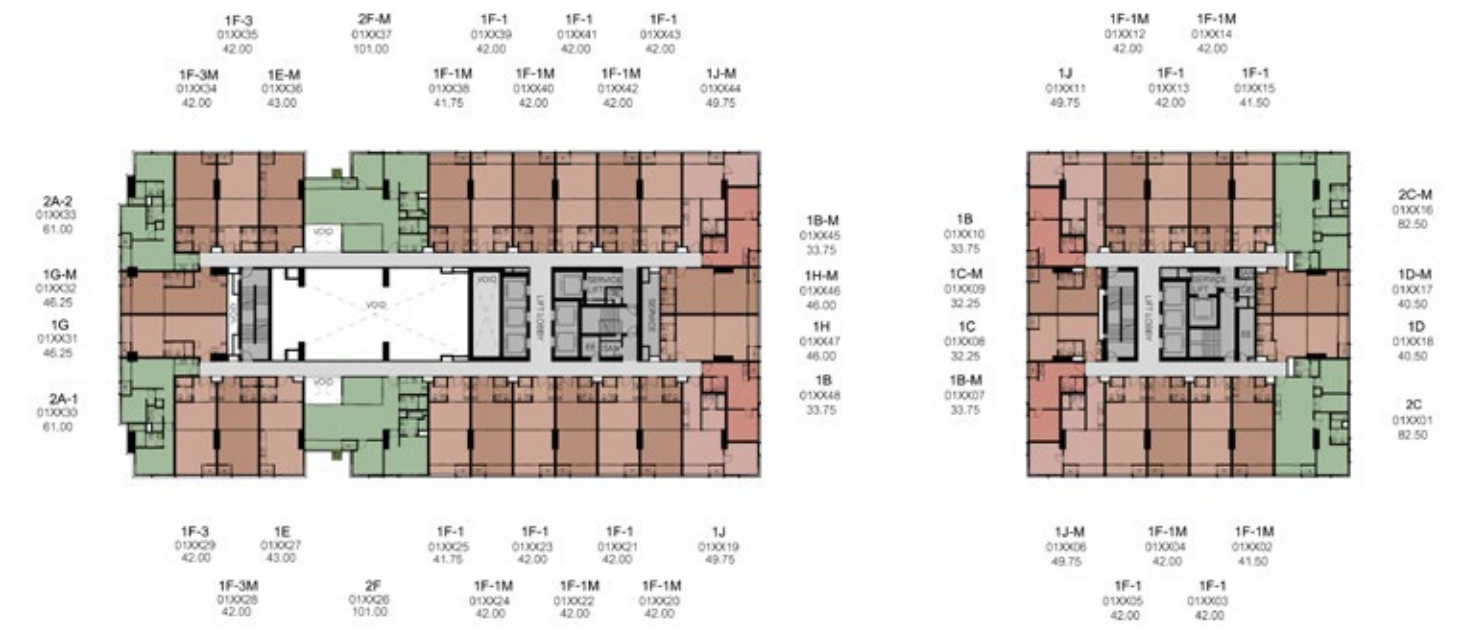 1F-3
01XX35
42.00
2F-M
01XX37
101.00
1F-1
01XX39
42.00
1F-1
01XX41
42.00
1F-1
01XX43
42.00
1F-1M
01XX12
42.00
1F-1M
01XX14
42.00
1F-3M
01XX34
42.00
1E-M
01XX36
43.00
1F-1M
01XX38
41.75
1F-1M
01XX40
42.00
1F-1M
01XX42
42.00
1J-M
01XX44
49.75
1J
01XX11
49.75
1F-1
01XX13
42.00
1F-1
01XX15
41.50
2A-2
01XX33
61.00
1G-M
01XX32
46.25
1G
01XX31
46.25
2A-1
01XX30
61.00
VOID
VOID
VOID
VOID
VOID
LIFT LOBBY
SERVICE
LIFT
SERVICE
1B-M
01XX45
33.75
1H-M
01XX46
46.00
1H
01XX47
46.00
1B
01XX48
33.75
1B
01XX10
33.75
1C-M
01XX09
32.25
1C
01XX08
32.25
1B-M
01XX07
33.75
LIFT LOBBY
SERVICE
LIFT
2C-M
01XX16
82.50
1D-M
01XX17
40.50
1D
01XX18
40.50
2C
01XX01
82.50
1F-3
01XX29
42.00
1E
01XX27
43.00
1F-1
01XX25
41.75
1F-1
01XX23
42.00
1F-1
01XX21
42.00
1J
01XX19
49.75
1J-M
01XX06
49.75
1F-1M
01XX04
42.00
1F-1M
01XX02
41.50
1F-3M
01XX28
42.00
2F
01XX26
101.00
1F-1M
01XX24
42.00
1F-1M
01XX22
42.00
1F-1M
01XX20
42.00
1F-1
01XX05
42.00
1F-1
01XX03
42.00